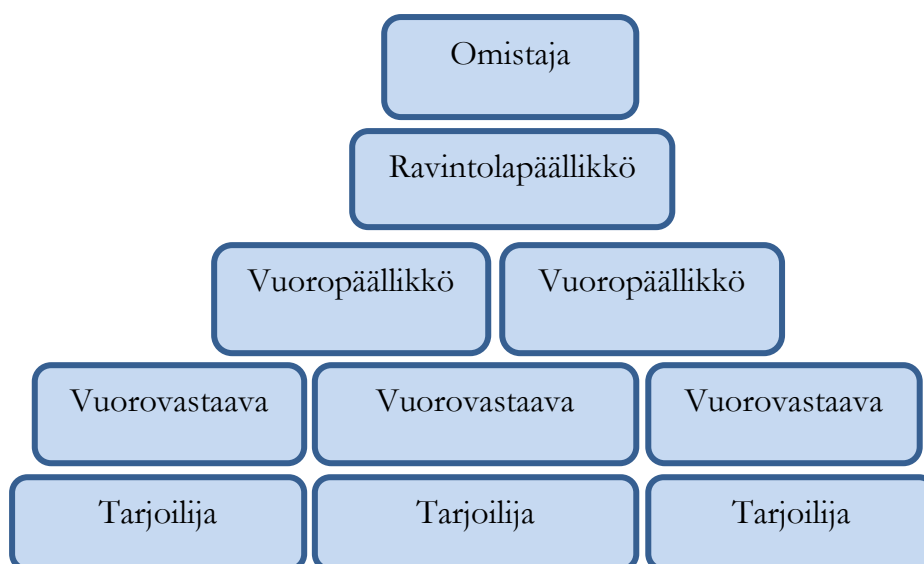 Omistaja
Ravintolapäällikkö
Vuoropäällikkö Vuoropäällikkö
Vuorovastaava Vuorovastaava Vuorovastaava
Tarjoilija Tarjoilija Tarjoilija